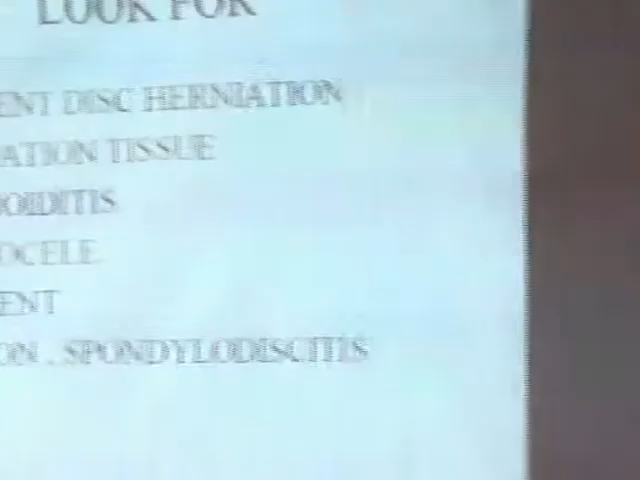 LOOK FOR
ENT DISC HERNIATION
ATION TISSUE
OIDITIS
OCELE
ENT
ON . SPONDYLODISCITIS